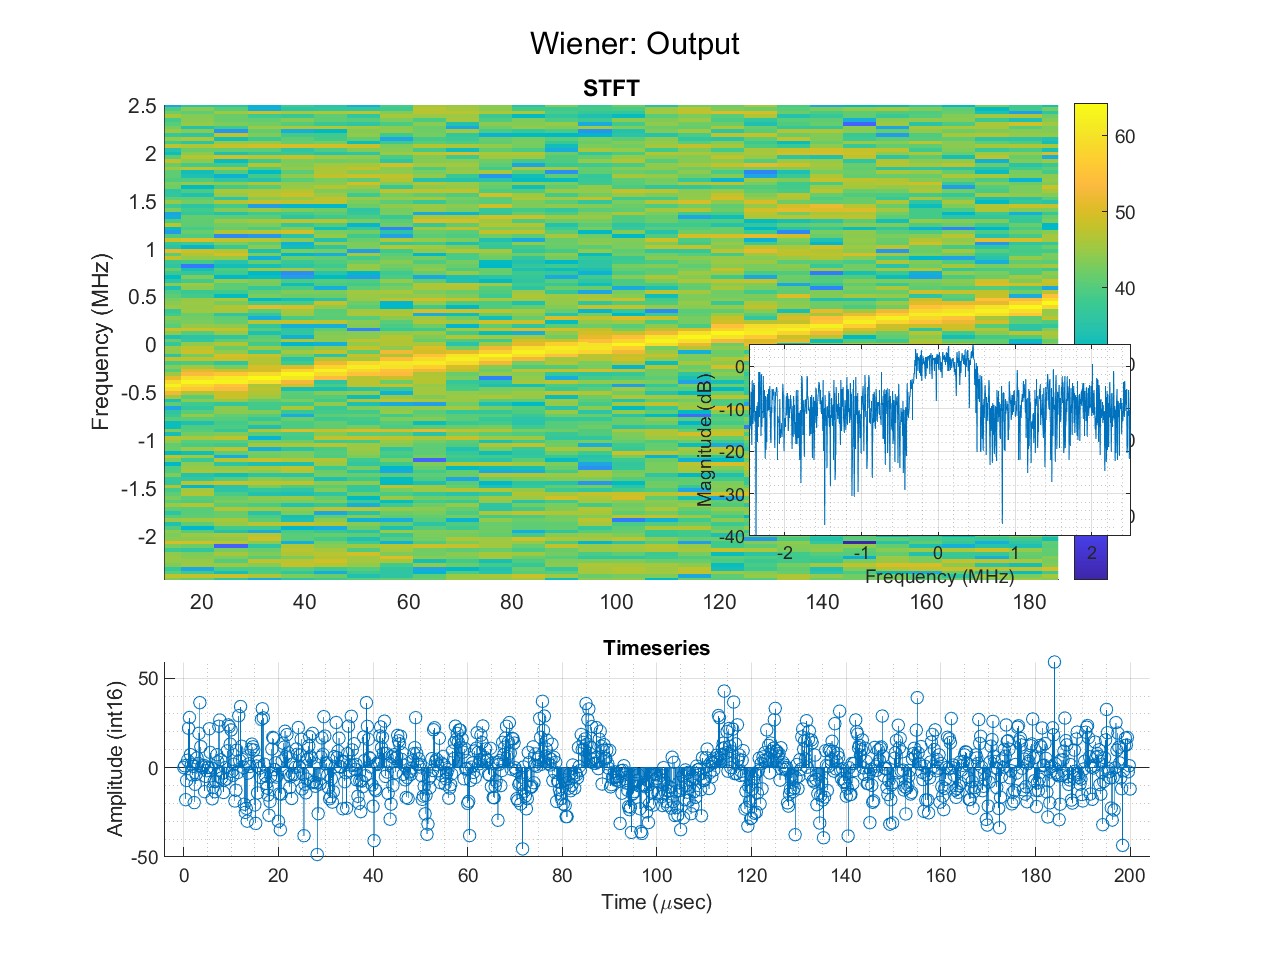 Wiener: Output
STFT
Frequency (MHz)
2.5
2
1.5
1
0.5
0
-0.5
-1
-1.5
-2
20 40 60 80 100 120 140 160 180
60
50
40
Magnitude (dB)
0
-10
-20
-30
-40
-2 -1 0 1 2
Frequency (MHz)
Timeseries
Amplitude (int16)
50
0
-50
0 20 40 60 80 100 120 140 160 180 200
Time (μsec)